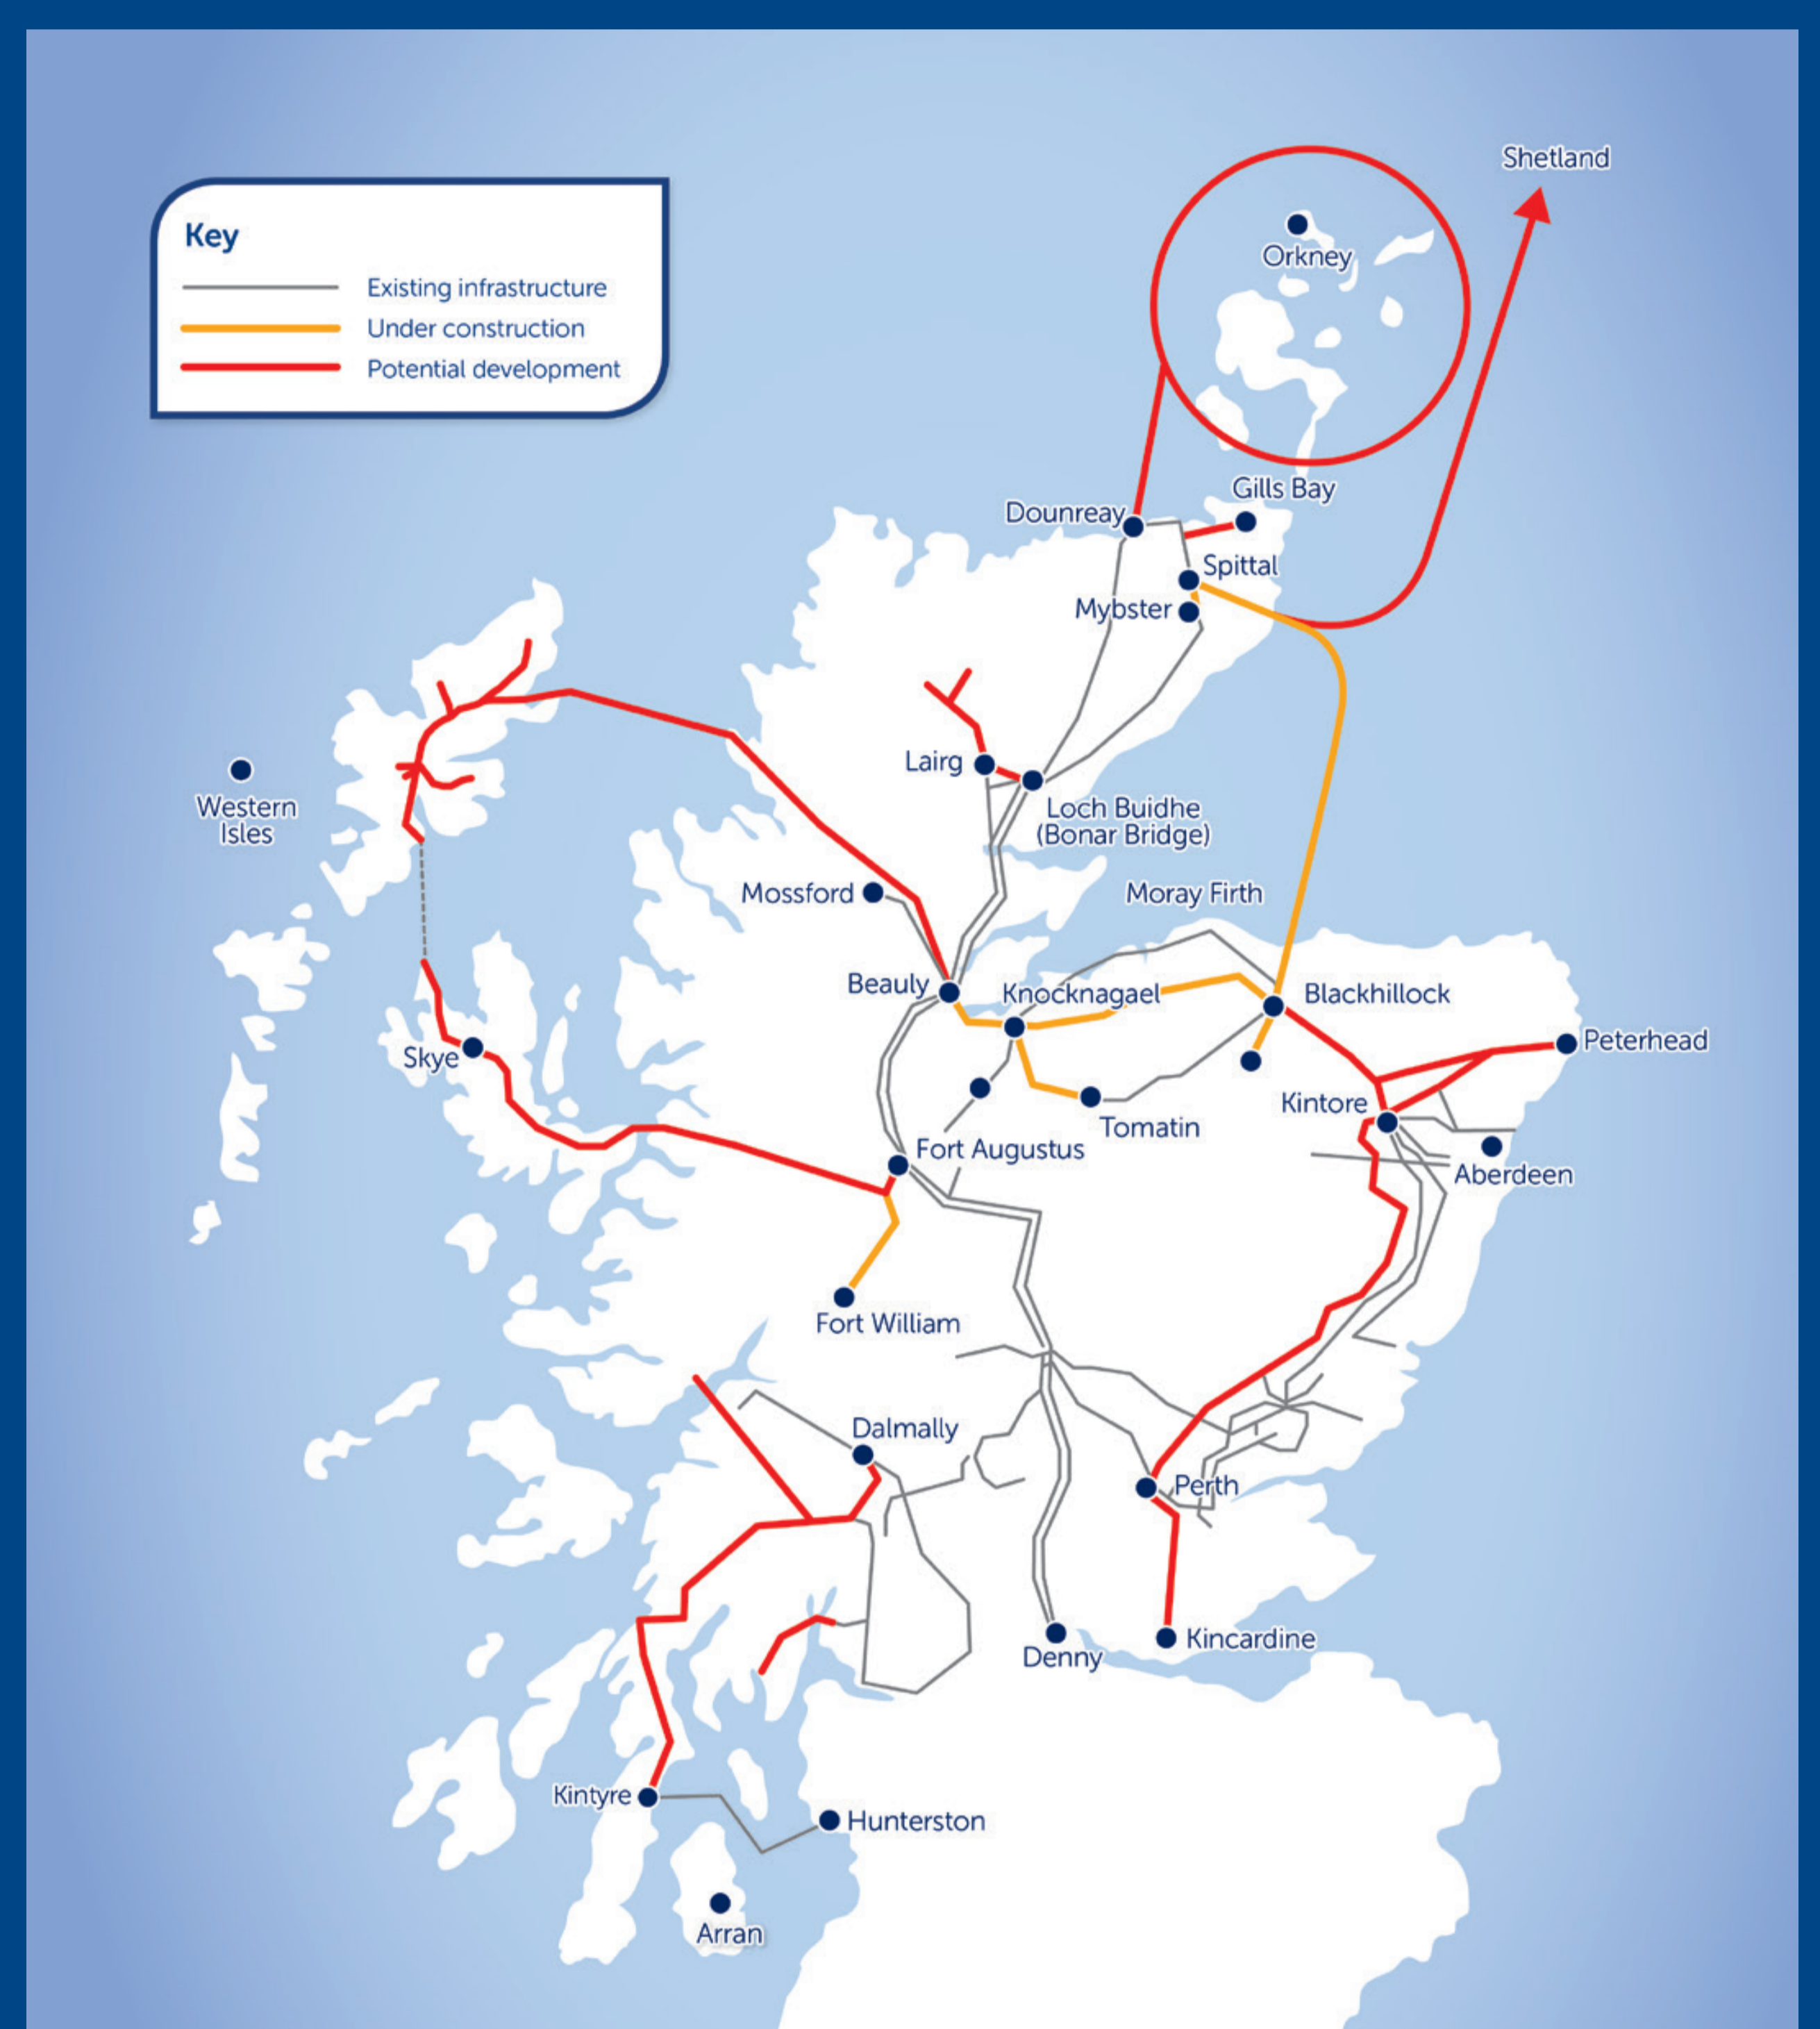 Shetland
Key
Existing infrastructure
Under construction
Potential development
Orkney
Gills Bay
Dounreay
Spittal
Mybster
Lairg
Loch Buidhe
(Bonar Bridge)
Western
Isles
Mossford
Moray Firth
Beauly
Knocknagael
Blackhillock
Skye
Peterhead
Kintore
Tomatin
Fort Augustus
Aberdeen
Fort William
Dalmally
Perth
Denny
Kincardine
Kintyre
Hunterston
Arran